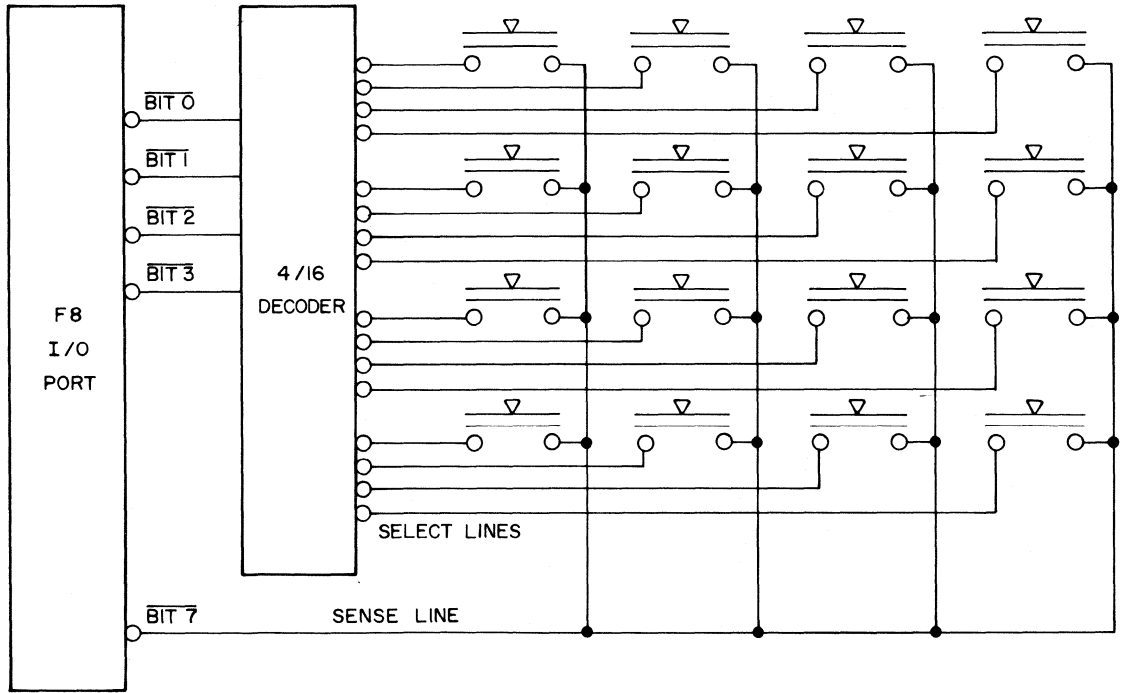 BIT 0
BIT 1
BIT 2
BIT 3
4/16
DECODER
F8
I/O
PORT
SELECT LINES
BIT 7
SENSE LINE